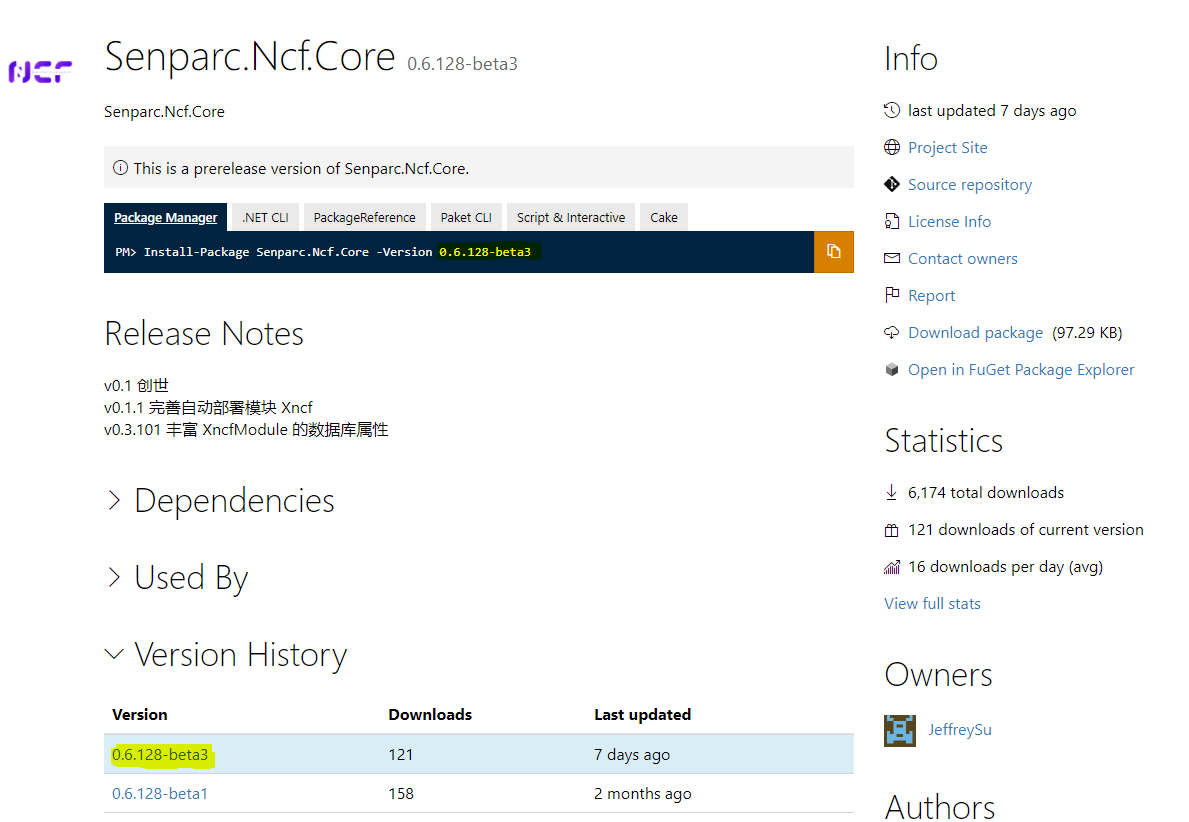 NCF
Senparc.Ncf.Core 0.6.128-beta3
Senparc.Ncf.Core
This is a prerelease version of Senparc.Ncf.Core.
Package Manager .NET CLI PackageReference Paket CLI Script & Interactive Cake
PM> Install-Package Senparc.Ncf.Core -Version 0.6.128-beta3
Release Notes
v0.1 创世
v0.1.1 完善自动部署模块 Xncf
v0.3.101 丰富 XncfModule 的数据库属性
Dependencies
Used By
Version History
Version Downloads Last updated
0.6.128-beta3 121 7 days ago
0.6.128-beta1 158 2 months ago
Info
last updated 7 days ago
Project Site
Source repository
License Info
Contact owners
Report
Download package (97.29 KB)
Open in FuGet Package Explorer
Statistics
6,174 total downloads
121 downloads of current version
16 downloads per day (avg)
View full stats
Owners
JeffreySu
Authors